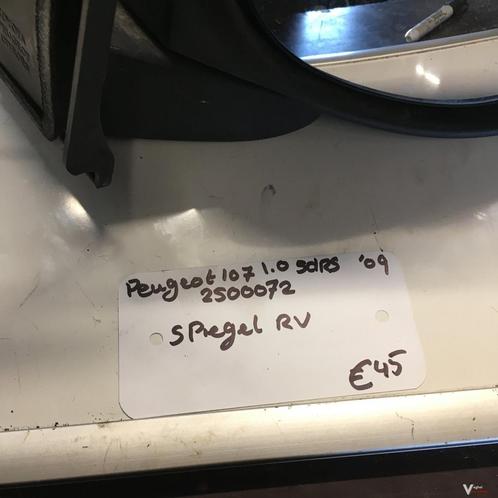 Peugeot 107 1.0 5drs '09
2500072
SPiegel RV
€45